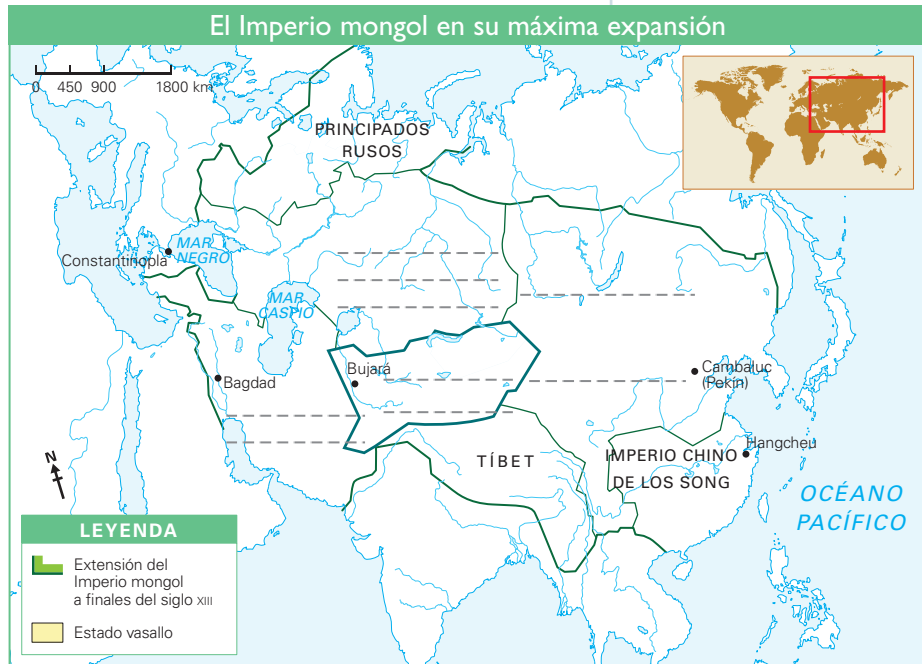 El Imperio mongol en su máxima expansión
0 450 900 1800 km
PRINCIPADOS
RUSOS
Constantinopla
MAR
NEGRO
MAR
CASPIO
Bagdad
Bujará
Cambaluc
(Pekín)
TÍBET
IMPERIO CHINO
DE LOS SONG
Hangcheu
OCÉANO
PACÍFICO
N
LEYENDA
Extensión del
Imperio mongol
a finales del siglo XIII
Estado vasallo